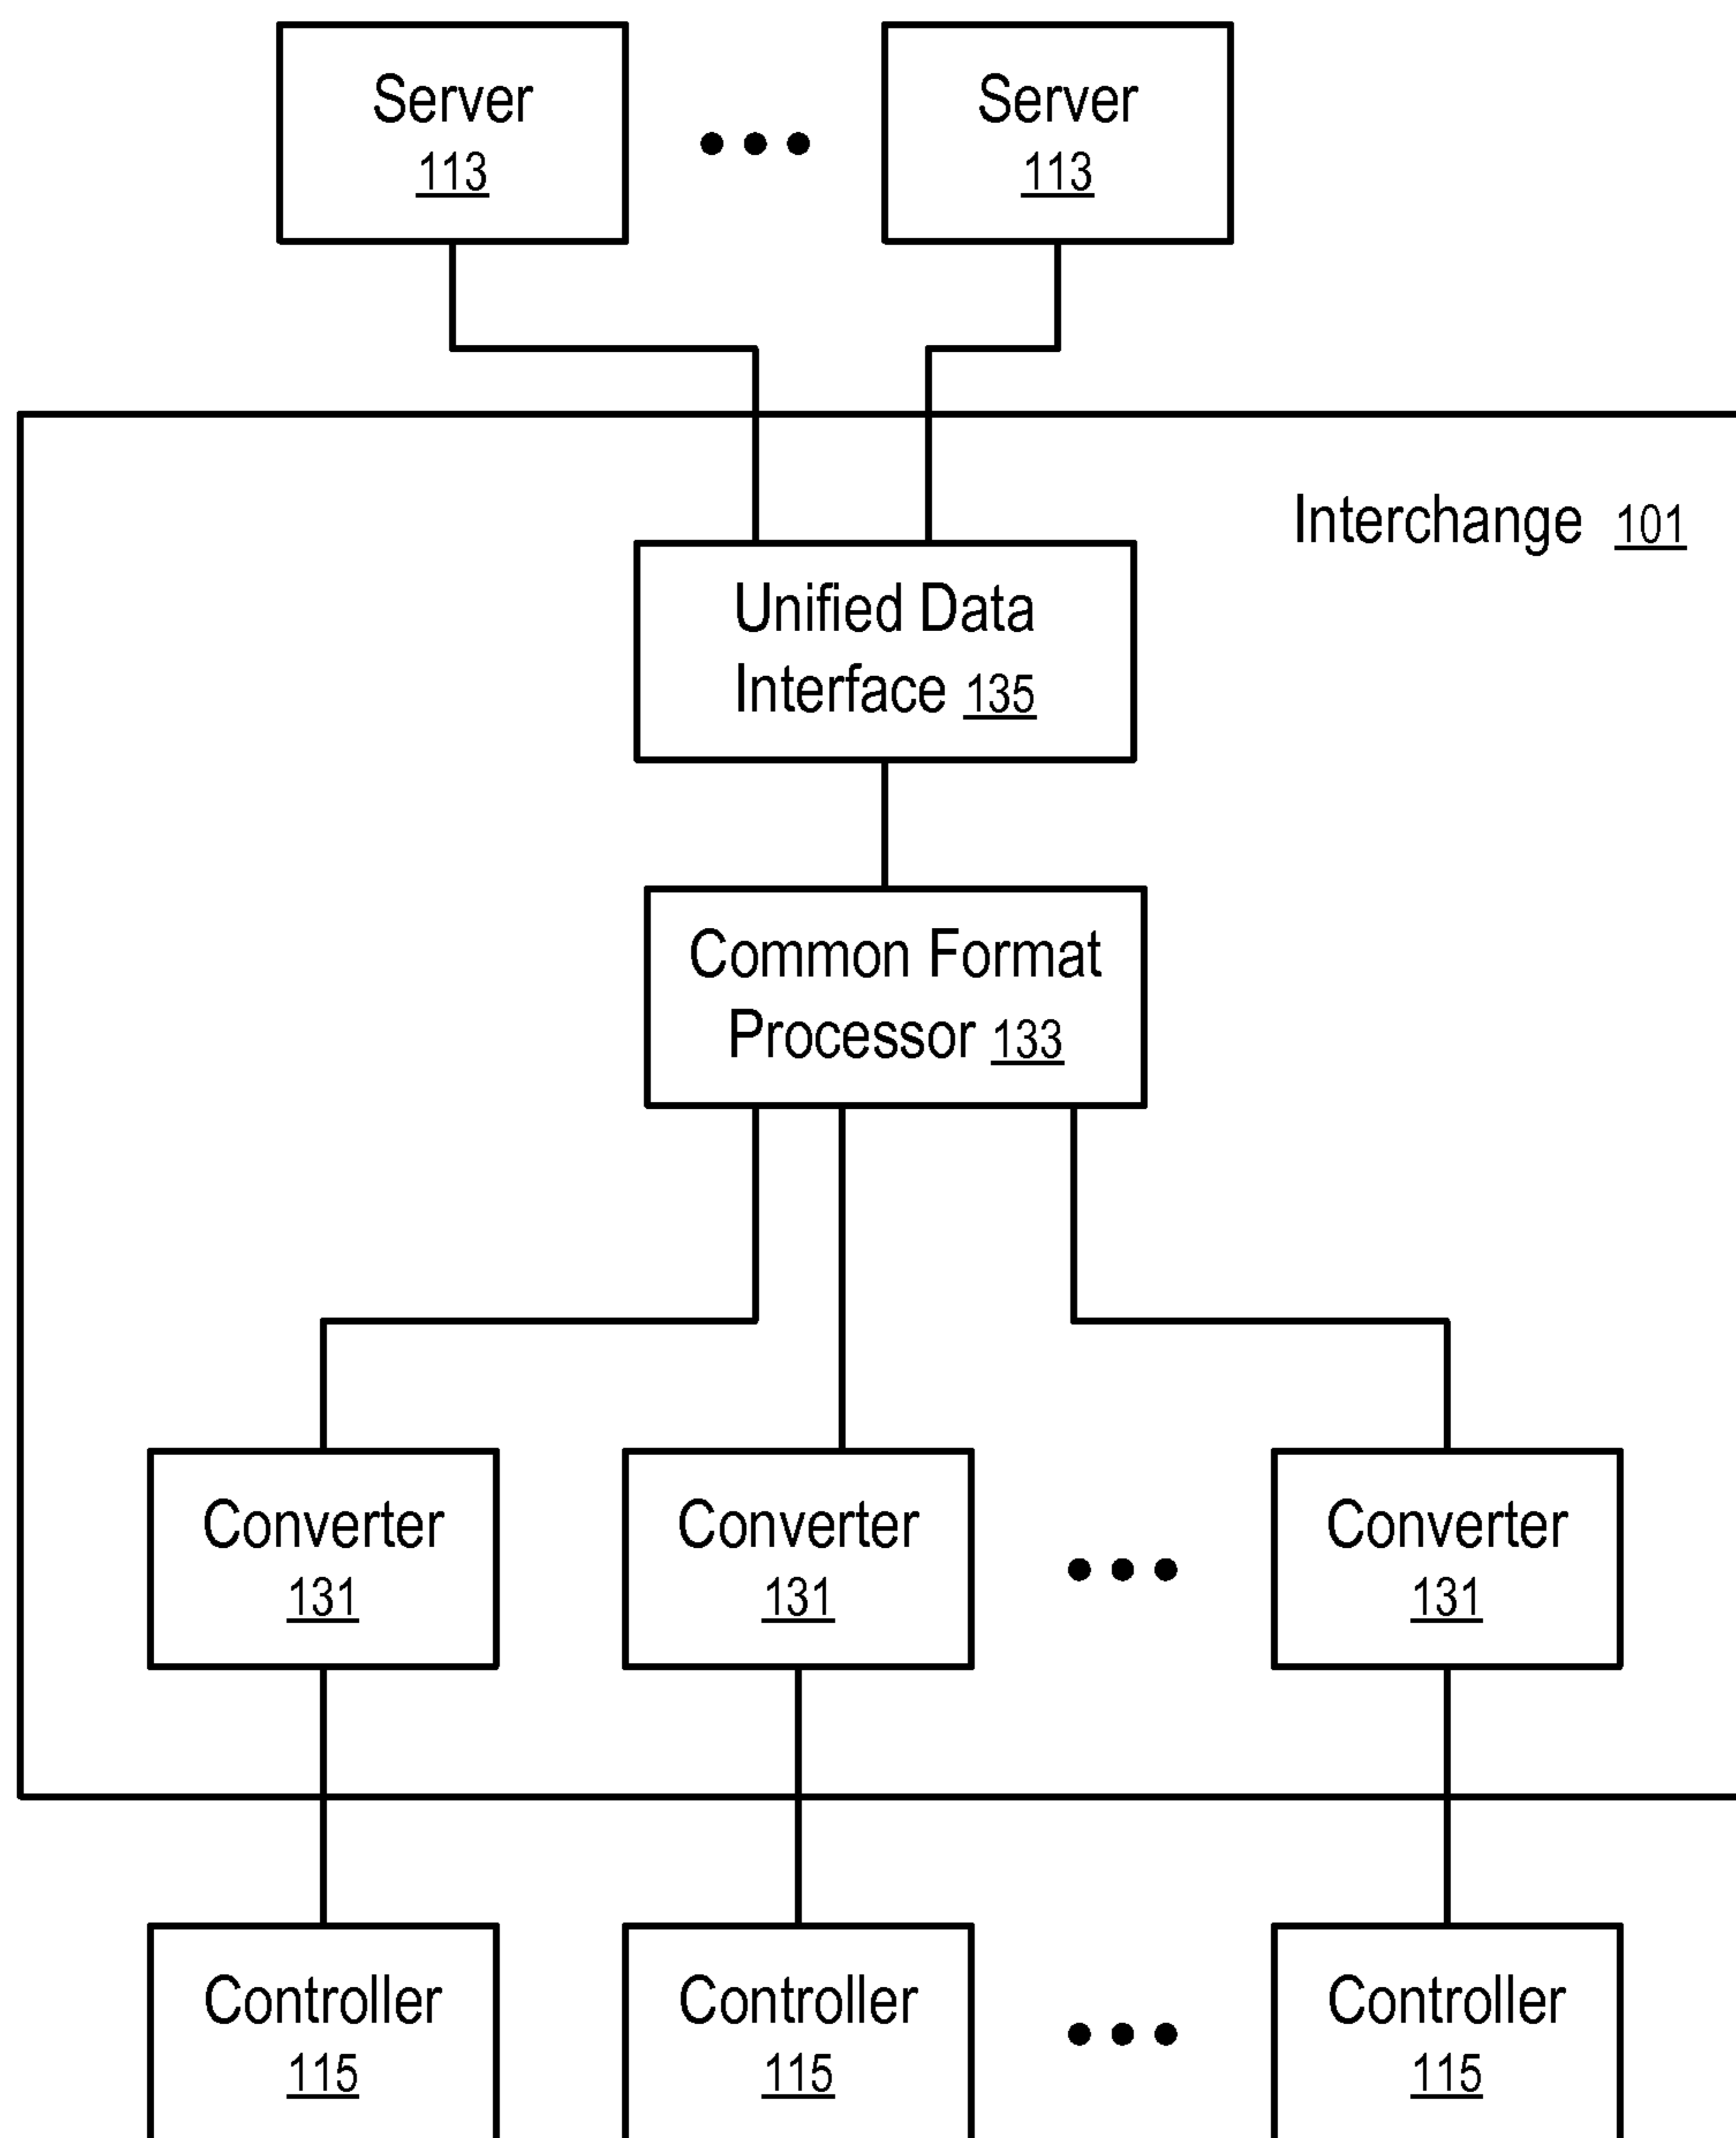 Server
113
Server
113
Interchange 101
Unified Data
Interface 135
Common Format
Processor 133
Converter
131
Converter
131
Converter
131
Controller
115
Controller
115
Controller
115